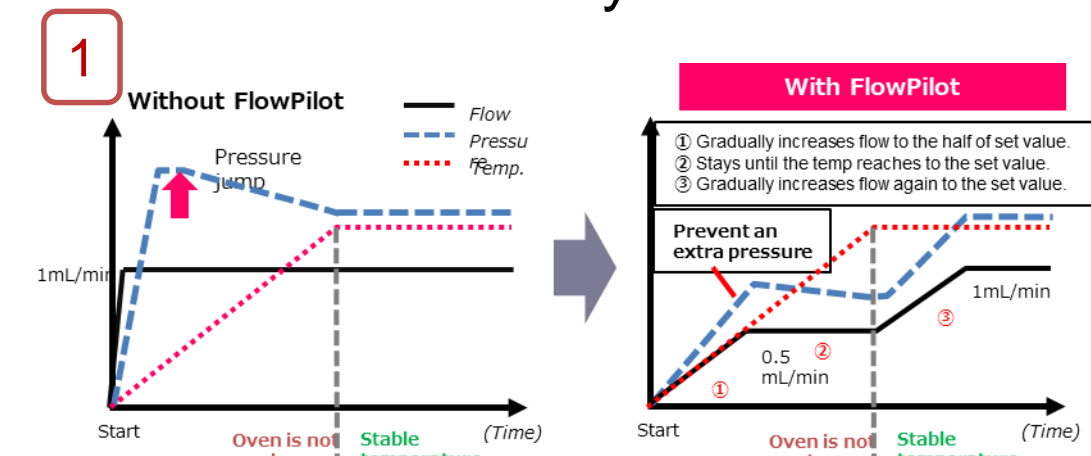 y
1
Without FlowPilot
Flow
Pressu
re
Temp.
Pressure
jump
1mL/min
Start
Oven is not
Stable
temperature
(Time)
With FlowPilot
① Gradually increases flow to the half of set value.
② Stays until the temp reaches to the set value.
③ Gradually increases flow again to the set value.
Prevent an
extra pressure
1mL/min
③
0.5
②
mL/min
①
Start
Oven is not
Stable
temperature
(Time)